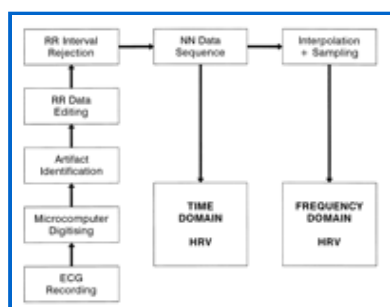 RR Interval
Rejection
NN Data
Sequence
Interpolation
+ Sampling
RR Data
Editing
Artifact
Identification
Microcomputer
Digitising
ECG
Recording
TIME
DOMAIN
HRV
FREQUENCY
DOMAIN
HRV